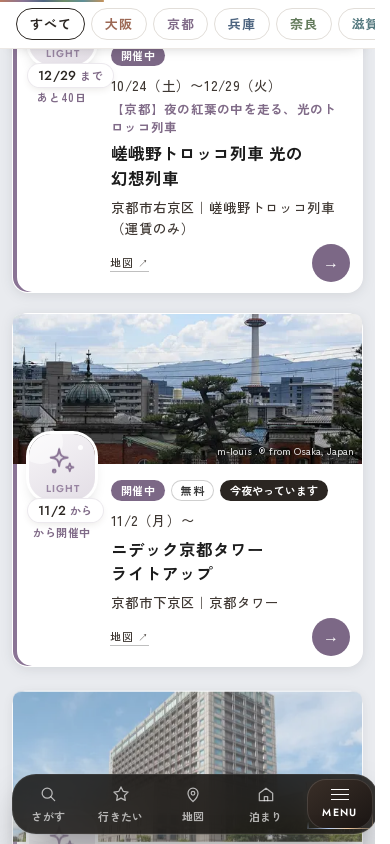 すべて
大阪
京都
兵庫
奈良
滋賀
LIGHT
12/29 まで
あと40日
開催中
10/24（土）〜12/29（火）
【京都】夜の紅葉の中を走る、光のト
ロッコ列車
嵯峨野トロッコ列車 光の
幻想列車
京都市右京区｜嵯峨野トロッコ列車
（運賃のみ）
地図 ↗
→
m-louis .® from Osaka, Japan
LIGHT
11/2 から
から開催中
開催中
無料
今夜やっています
11/2（月）〜
ニデック京都タワー
ライトアップ
京都市下京区｜京都タワー
地図 ↗
→
さがす
行きたい
地図
泊まり
MENU